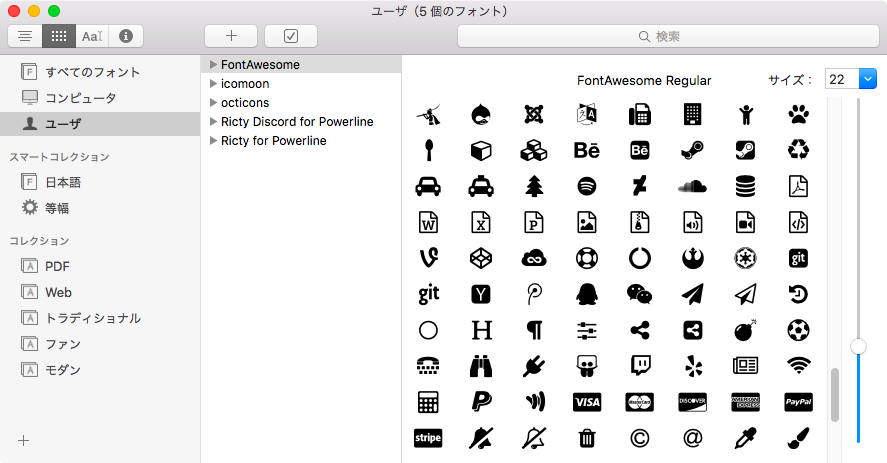 ユーザ（5 個のフォント）
Aa
検索
すべてのフォント
コンピュータ
ユーザ
スマートコレクション
日本語
等幅
コレクション
PDF
Web
トラディショナル
ファン
モダン
FontAwesome
icomoon
octicons
Ricty Discord for Powerline
Ricty for Powerline
FontAwesome Regular
サイズ：
22
文 A
Bē
Bē
W X P
git
git Y
H
VISA MasterCard DISCOVER AMERICAN EXPRESS PayPal
stripe © @